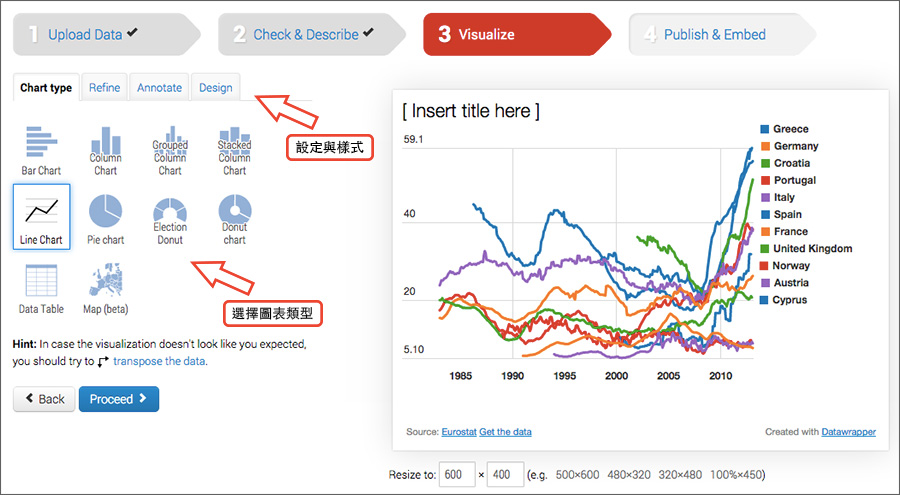 1 Upload Data ✔
2 Check & Describe ✔
3 Visualize
4 Publish & Embed
Chart type
Refine
Annotate
Design
設定與樣式
Bar Chart
Column
Chart
Grouped
Column
Chart
Stacked
Column
Chart
Line Chart
Pie chart
Election
Donut
Donut
chart
Data Table
Map (beta)
選擇圖表類型
Hint: In case the visualization doesn't look like you expected,
you should try to transpose the data.
Back
Proceed
[ Insert title here ]
59.1
40
20
5.10
1985 1990 1995 2000 2005 2010
Greece
Germany
Croatia
Portugal
Italy
Spain
France
United Kingdom
Norway
Austria
Cyprus
Source: Eurostat Get the data
Created with Datawrapper
Resize to: 600 × 400 (e.g. 500×600 480×320 320×480 100%×450)